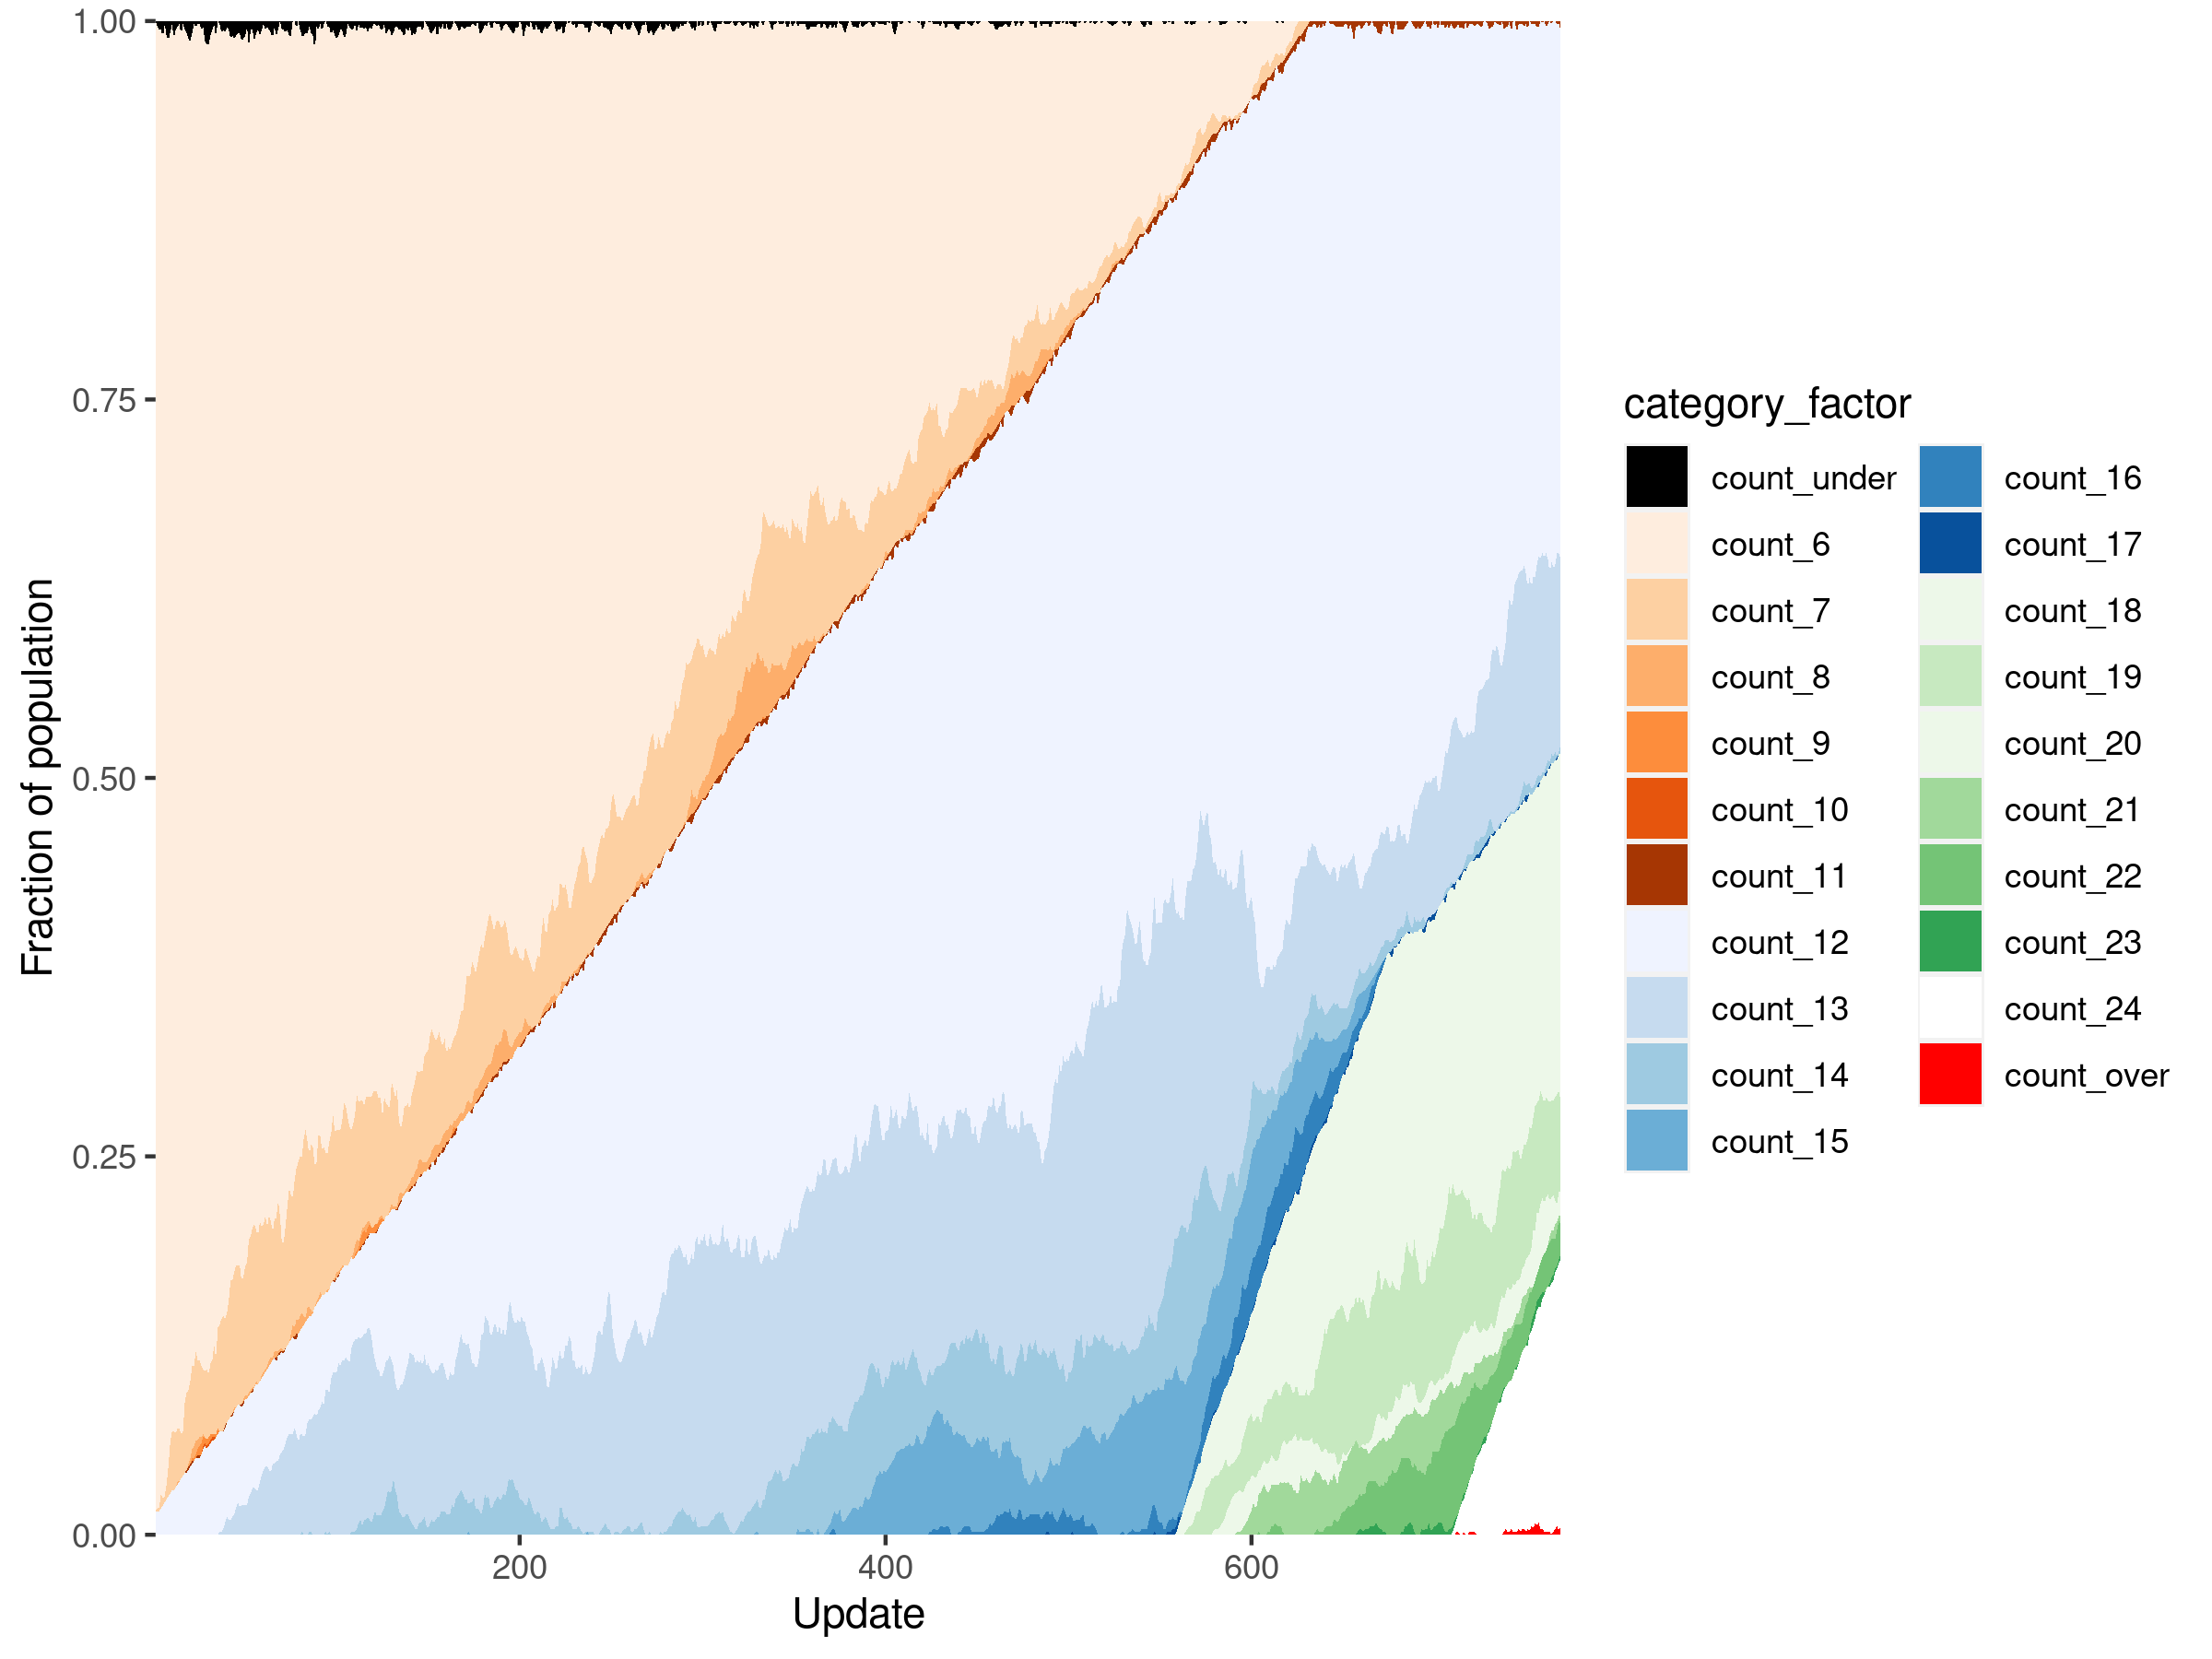 1.00
0.75
0.50
0.25
0.00
Fraction of population
200 400 600
Update
category_factor
count_under
count_6
count_7
count_8
count_9
count_10
count_11
count_12
count_13
count_14
count_15
count_16
count_17
count_18
count_19
count_20
count_21
count_22
count_23
count_24
count_over